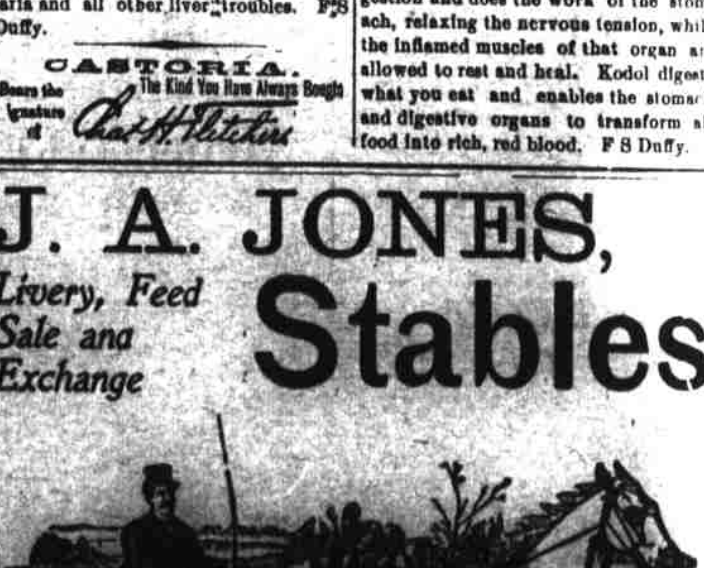 and all other liver troubles. F S
Duffy.
CASTORIA.
Bears the
Signature
of
The Kind You Have Always Bought
Chas H. Fletcher
ach, relaxing the nervous tension, whil
the inflamed muscles of that organ ar
allowed to rest and heal. Kodol digest
what you eat and enables the stomac
and digestive organs to transform al
food into rich, red blood. F S Duffy.
J. A. JONES,
Livery, Feed
Sale and
Exchange
Stables